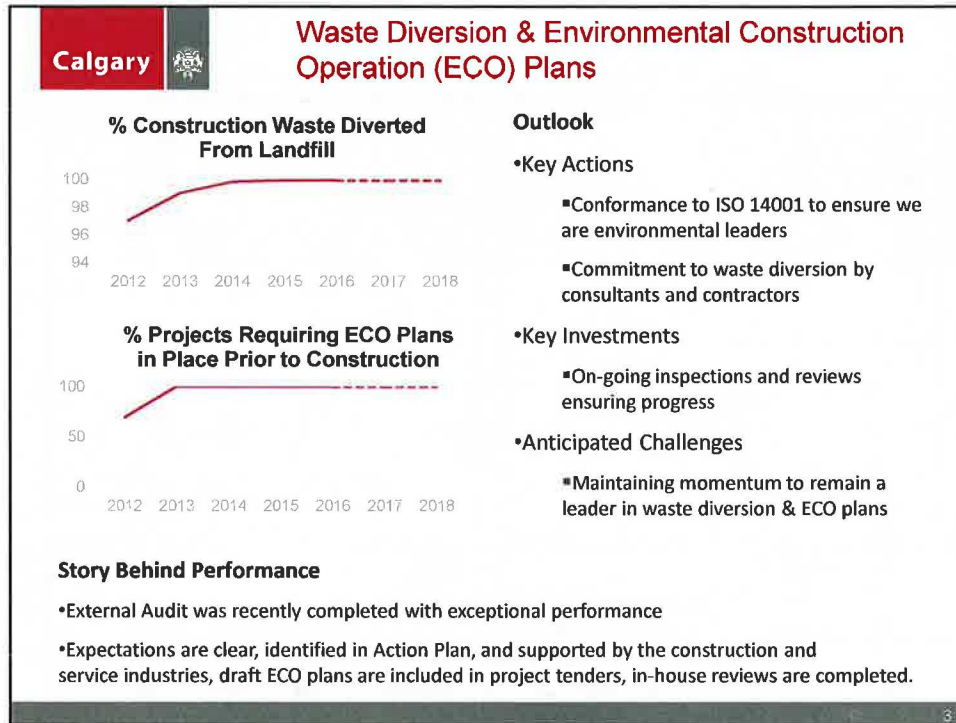 Calgary
Waste Diversion & Environmental Construction
Operation (ECO) Plans
% Construction Waste Diverted
From Landfill
100
98
96
94
2012 2013 2014 2015 2016 2017 2018
% Projects Requiring ECO Plans
in Place Prior to Construction
100
50
0
2012 2013 2014 2015 2016 2017 2018
Outlook
•Key Actions
▪Conformance to ISO 14001 to ensure we
are environmental leaders
▪Commitment to waste diversion by
consultants and contractors
•Key Investments
▪On-going inspections and reviews
ensuring progress
•Anticipated Challenges
▪Maintaining momentum to remain a
leader in waste diversion & ECO plans
Story Behind Performance
•External Audit was recently completed with exceptional performance
•Expectations are clear, identified in Action Plan, and supported by the construction and
service industries, draft ECO plans are included in project tenders, in-house reviews are completed.
3